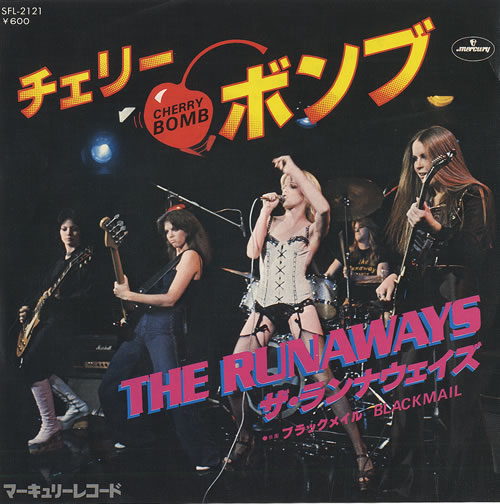 SFL-2121
¥600
mercury
チェリー
CHERRY
BOMB
ボンブ
THE RUNAWAYS
ザ・ランナウェイズ
ブラックメイル BLACKMAIL
マーキュリーレコード